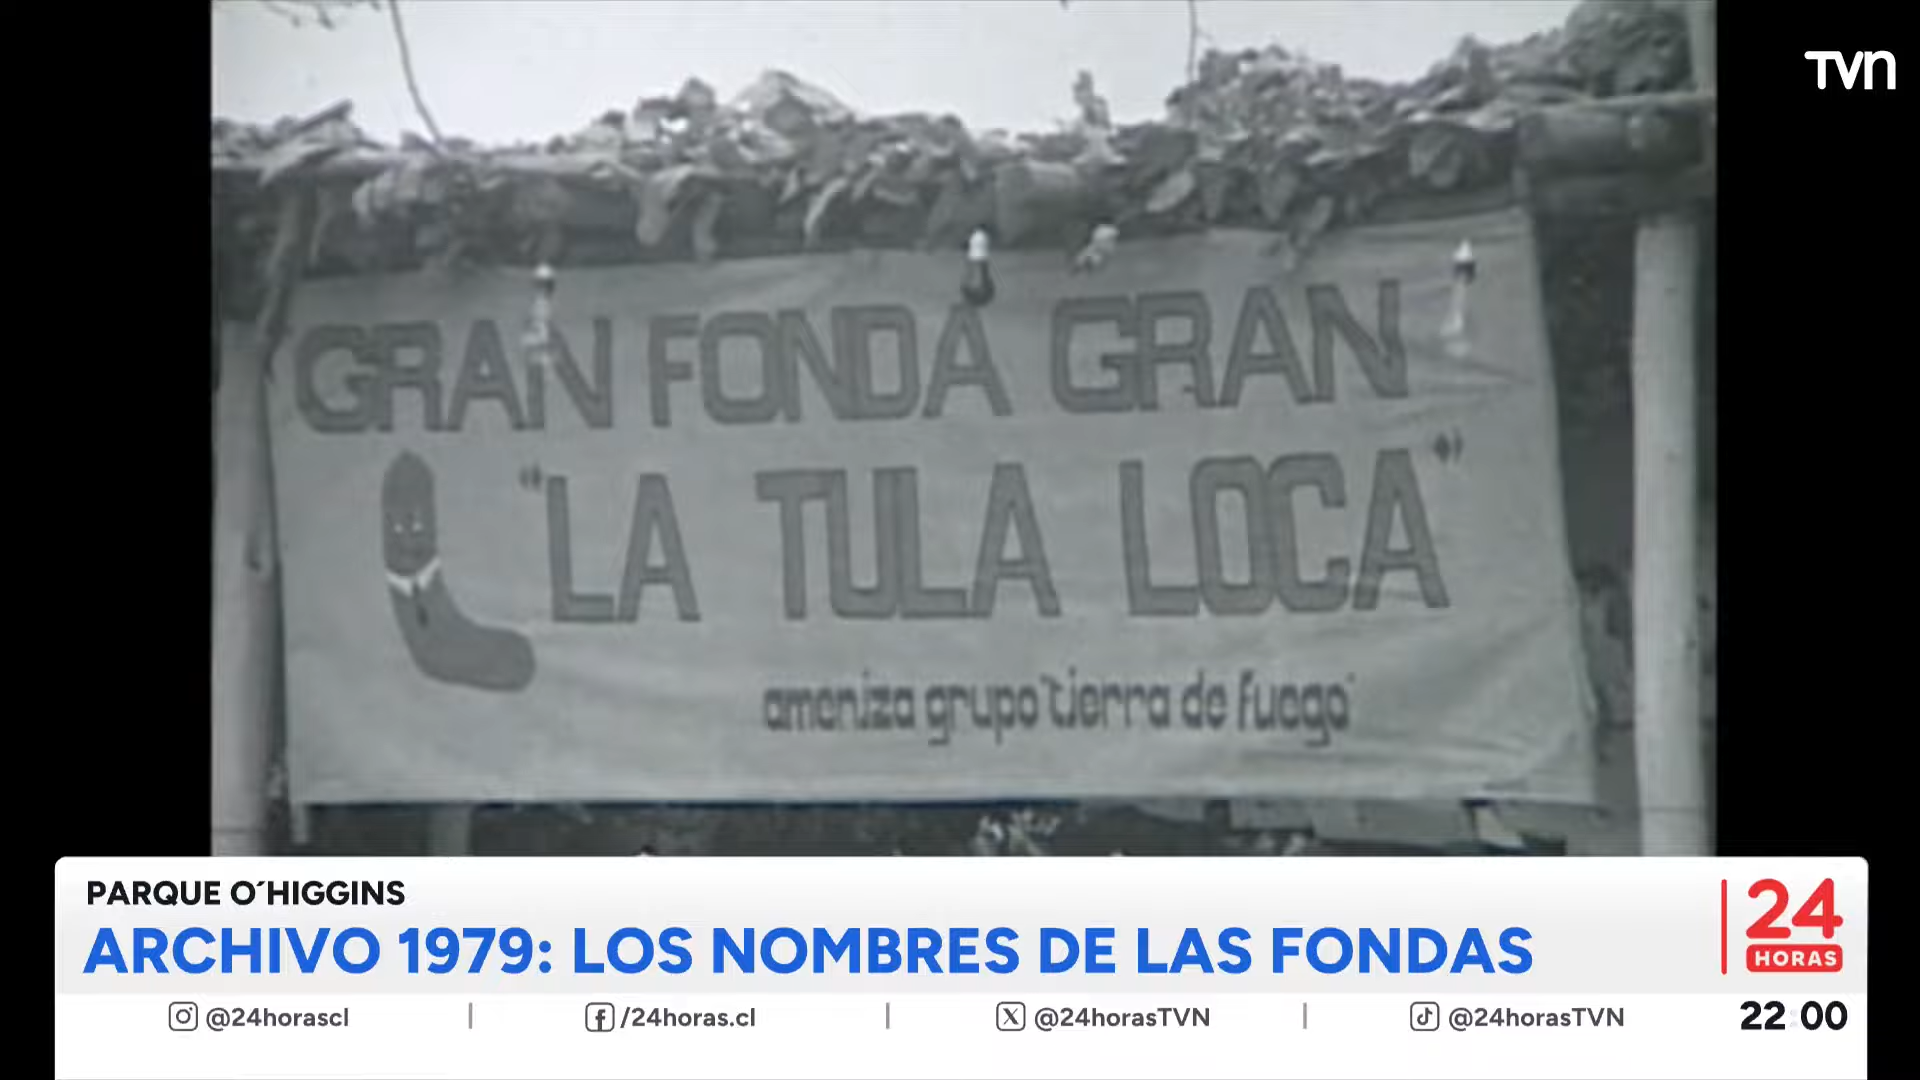 TVN
GRAN FONDA GRAN
"LA TULA LOCA"
ameniza grupo "tierra de fuego"
PARQUE O´HIGGINS
ARCHIVO 1979: LOS NOMBRES DE LAS FONDAS
24
HORAS
@24horascl | /24horas.cl | @24horasTVN | @24horasTVN
22:00